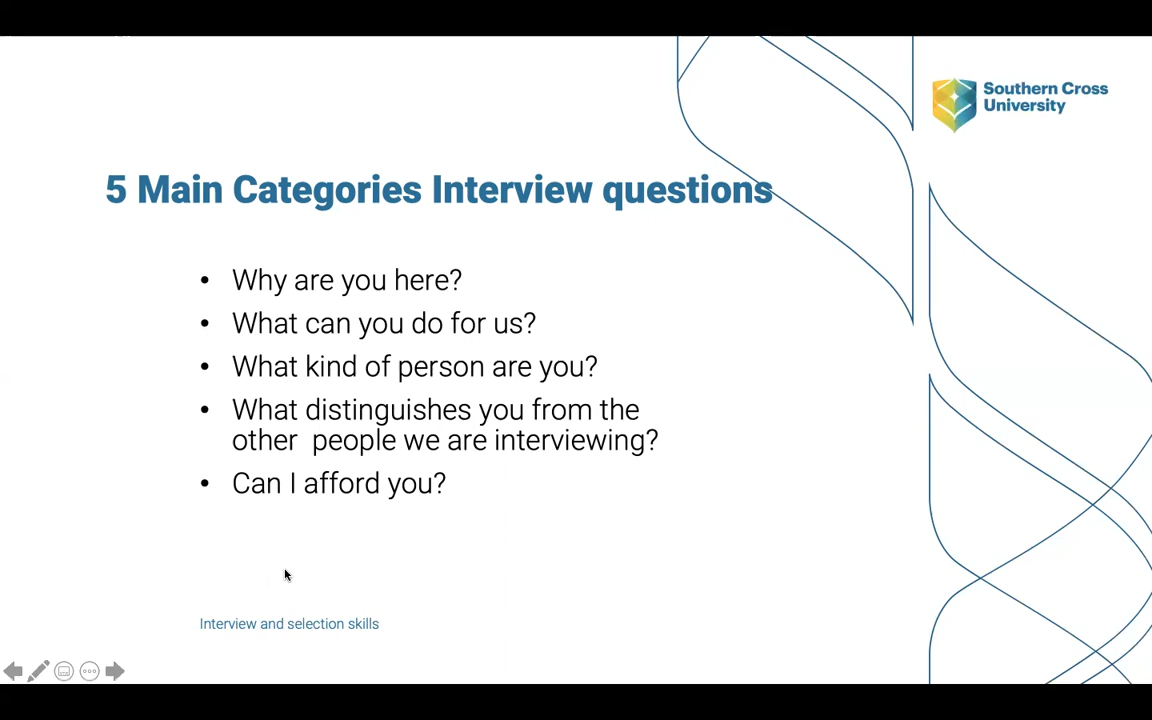 Southern Cross
University
5 Main Categories Interview questions
• Why are you here?
• What can you do for us?
• What kind of person are you?
• What distinguishes you from the
other  people we are interviewing?
• Can I afford you?
Interview and selection skills